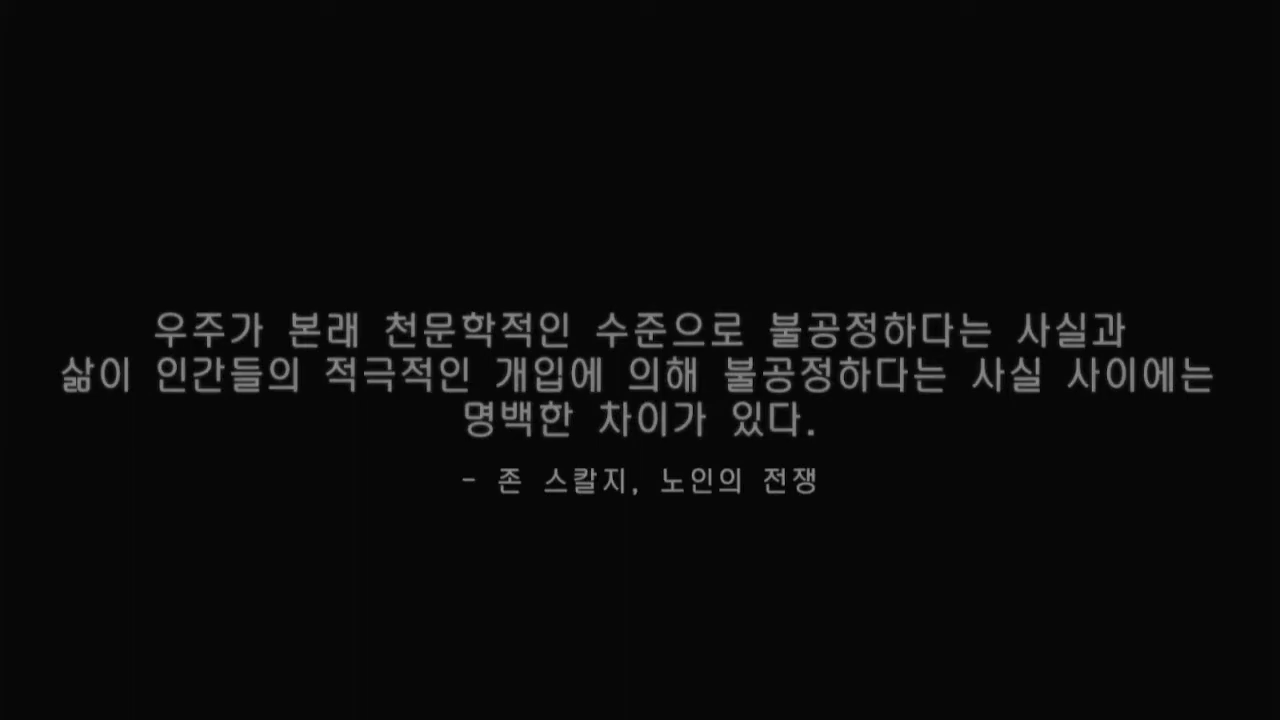 우주가 본래 천문학적인 수준으로 불공정하다는 사실과
삶이 인간들의 적극적인 개입에 의해 불공정하다는 사실 사이에는
명백한 차이가 있다.
- 존 스칼지, 노인의 전쟁